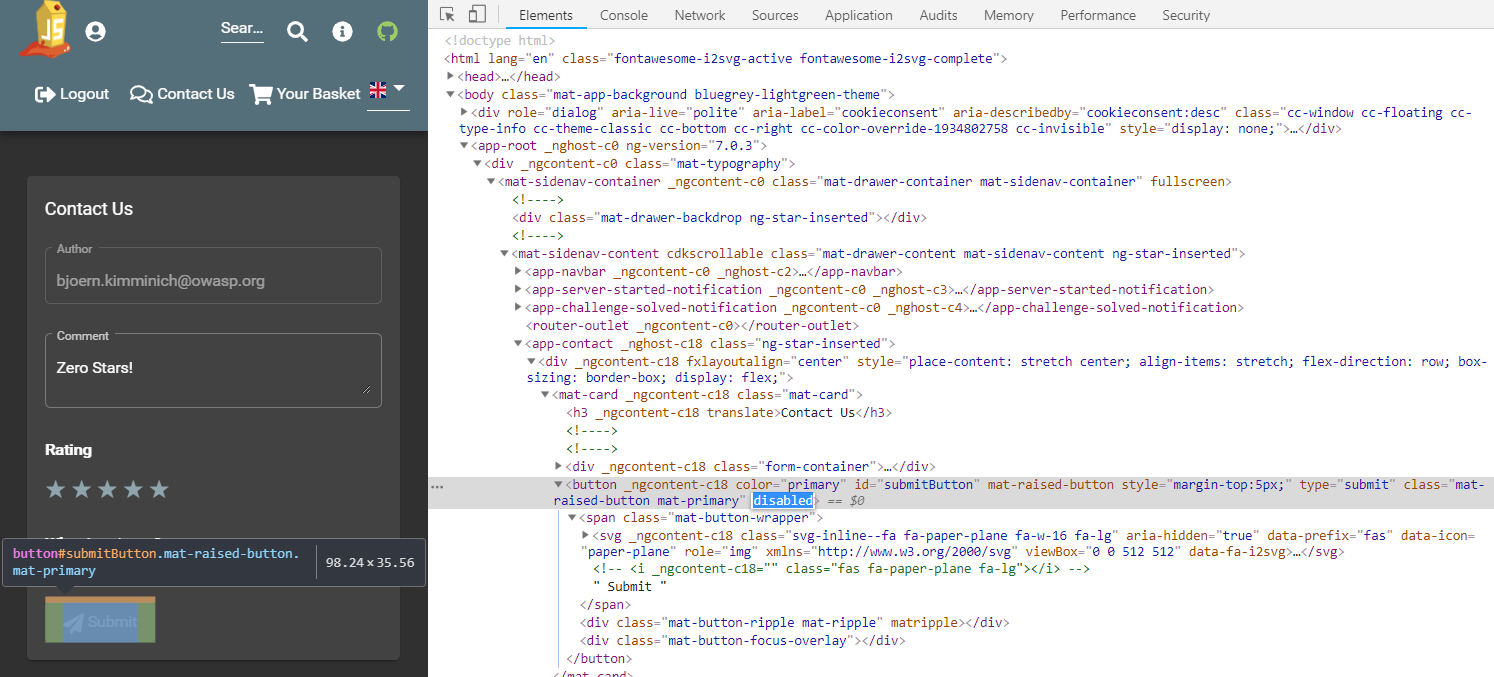 JS
Sear...
Logout Contact Us Your Basket
Contact Us
Author
bjoern.kimminich@owasp.org
Comment
Zero Stars!
Rating
button#submitButton.mat-raised-button.
mat-primary
98.24×35.56
Submit
Elements Console Network Sources Application Audits Memory Performance Security
<!doctype html>
<html lang="en" class="fontawesome-i2svg-active fontawesome-i2svg-complete">
<head>…</head>
<body class="mat-app-background bluegrey-lightgreen-theme">
<div role="dialog" aria-live="polite" aria-label="cookieconsent" aria-describedby="cookieconsent:desc" class="cc-window cc-floating cc-
type-info cc-theme-classic cc-bottom cc-right cc-color-override-1934802758 cc-invisible" style="display: none;">…</div>
<app-root _nghost-c0 ng-version="7.0.3">
<div _ngcontent-c0 class="mat-typography">
<mat-sidenav-container _ngcontent-c0 class="mat-drawer-container mat-sidenav-container" fullscreen>
<!---->
<div class="mat-drawer-backdrop ng-star-inserted"></div>
<!---->
<mat-sidenav-content cdkscrollable class="mat-drawer-content mat-sidenav-content ng-star-inserted">
<app-navbar _ngcontent-c0 _nghost-c2>…</app-navbar>
<app-server-started-notification _ngcontent-c0 _nghost-c3>…</app-server-started-notification>
<app-challenge-solved-notification _ngcontent-c0 _nghost-c4>…</app-challenge-solved-notification>
<router-outlet _ngcontent-c0></router-outlet>
<app-contact _nghost-c18 class="ng-star-inserted">
<div _ngcontent-c18 fxlayoutalign="center" style="place-content: stretch center; align-items: stretch; flex-direction: row; box-
sizing: border-box; display: flex;">
<mat-card _ngcontent-c18 class="mat-card">
<h3 _ngcontent-c18 translate>Contact Us</h3>
<!---->
<!---->
<div _ngcontent-c18 class="form-container">…</div>
<button _ngcontent-c18 color="primary" id="submitButton" mat-raised-button style="margin-top:5px;" type="submit" class="mat-
raised-button mat-primary" disabled> == $0
<span class="mat-button-wrapper">
<svg _ngcontent-c18 class="svg-inline--fa fa-paper-plane fa-w-16 fa-lg" aria-hidden="true" data-prefix="fas" data-icon=
"paper-plane" role="img" xmlns="http://www.w3.org/2000/svg" viewBox="0 0 512 512" data-fa-i2svg>…</svg>
<!-- <i _ngcontent-c18="" class="fas fa-paper-plane fa-lg"></i> -->
" Submit "
</span>
<div class="mat-button-ripple mat-ripple" matripple></div>
<div class="mat-button-focus-overlay"></div>
</button>
</mat-card>